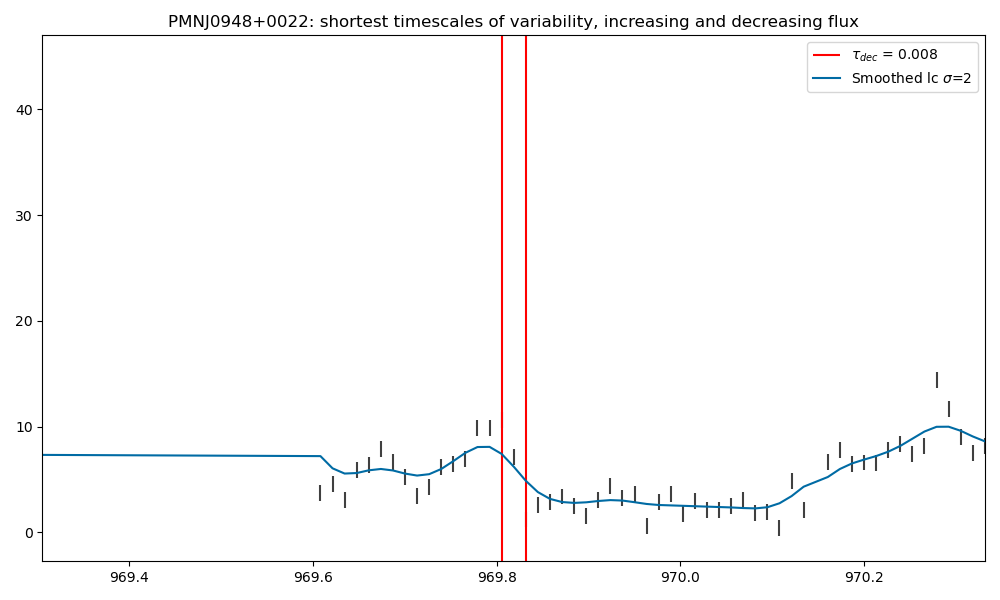 PMNJ0948+0022: shortest timescales of variability, increasing and decreasing flux
τdec = 0.008
Smoothed lc σ=2
40
30
20
10
0
969.4 969.6 969.8 970.0 970.2